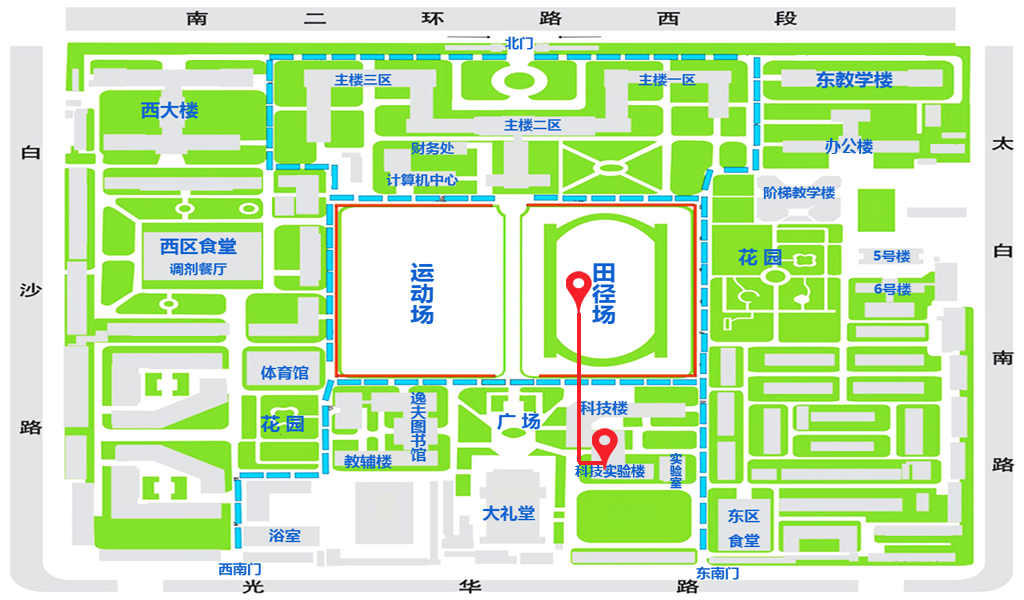 南二环路西段
北门
主楼三区
主楼一区
东教学楼
西大楼
主楼二区
财务处
办公楼
白沙路
太白南路
计算机中心
阶梯教学楼
西区食堂
调剂餐厅
花园
5号楼
6号楼
运动场
田径场
体育馆
花园
逸夫图书馆
广场
科技楼
教辅楼
科技实验楼
实验室
大礼堂
东区
食堂
浴室
西南门
东南门
光华路